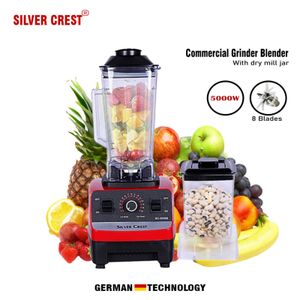 SILVER CREST®
Commercial Grinder Blender
With dry mill jar
5000W
8 Blades
SILVER CREST
GERMAN TECHNOLOGY